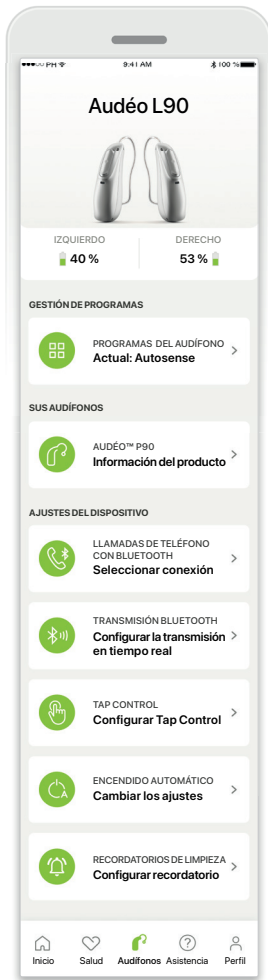 PH 9:41 AM 100 %
Audéo L90
IZQUIERDO DERECHO
40 % 53 %
GESTIÓN DE PROGRAMAS
PROGRAMAS DEL AUDÍFONO
Actual: Autosense
SUS AUDÍFONOS
AUDÉO™ P90
Información del producto
AJUSTES DEL DISPOSITIVO
LLAMADAS DE TELÉFONO
CON BLUETOOTH
Seleccionar conexión
TRANSMISIÓN BLUETOOTH
Configurar la transmisión
en tiempo real
TAP CONTROL
Configurar Tap Control
ENCENDIDO AUTOMÁTICO
Cambiar los ajustes
RECORDATORIOS DE LIMPIEZA
Configurar recordatorio
Inicio Salud Audífonos Asistencia Perfil